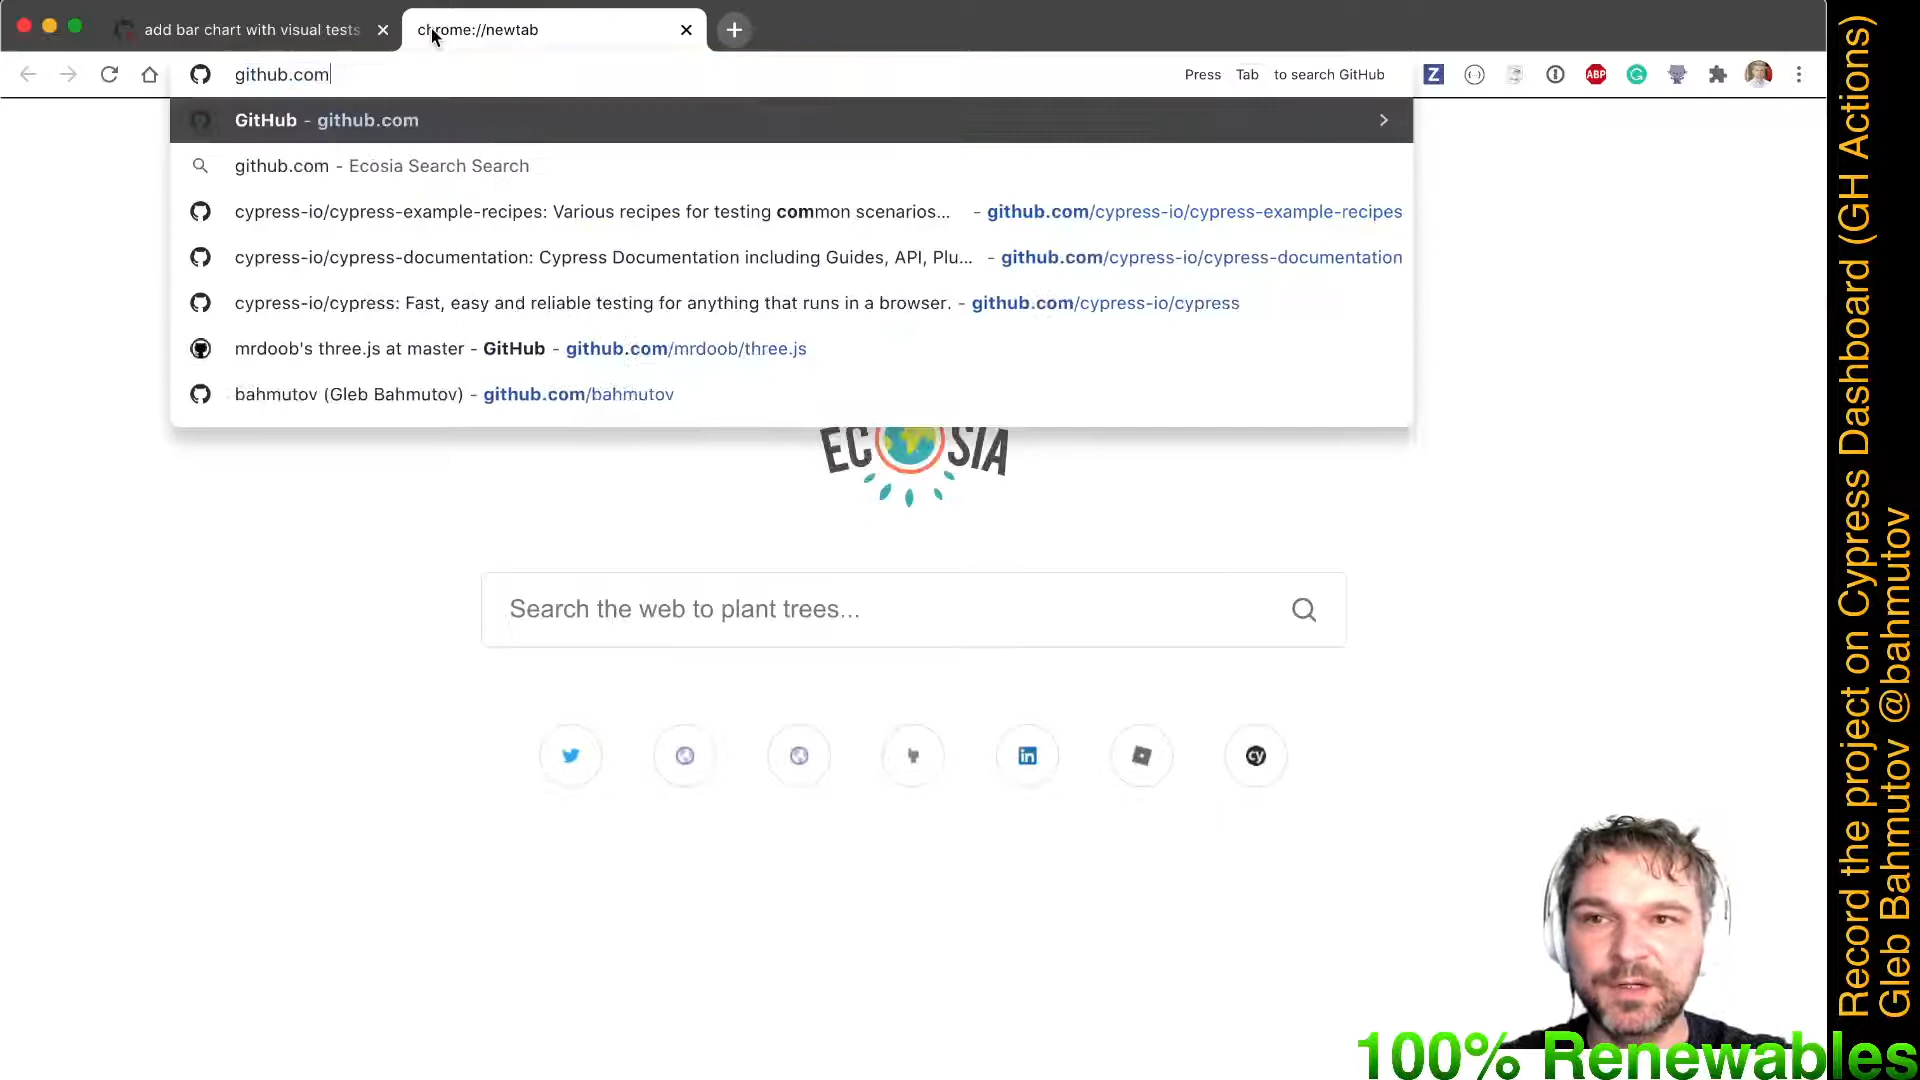 add bar chart with visual tests
chrome://newtab
github.com
Press Tab to search GitHub
GitHub - github.com
github.com - Ecosia Search Search
cypress-io/cypress-example-recipes: Various recipes for testing common scenarios... - github.com/cypress-io/cypress-example-recipes
cypress-io/cypress-documentation: Cypress Documentation including Guides, API, Plu... - github.com/cypress-io/cypress-documentation
cypress-io/cypress: Fast, easy and reliable testing for anything that runs in a browser. - github.com/cypress-io/cypress
mrdoob's three.js at master - GitHub - github.com/mrdoob/three.js
bahmutov (Gleb Bahmutov) - github.com/bahmutov
ECOSIA
Search the web to plant trees...
Z
ABP
in
cy
Record the project on Cypress Dashboard (GH Actions)
Gleb Bahmutov @bahmutov
100% Renewables